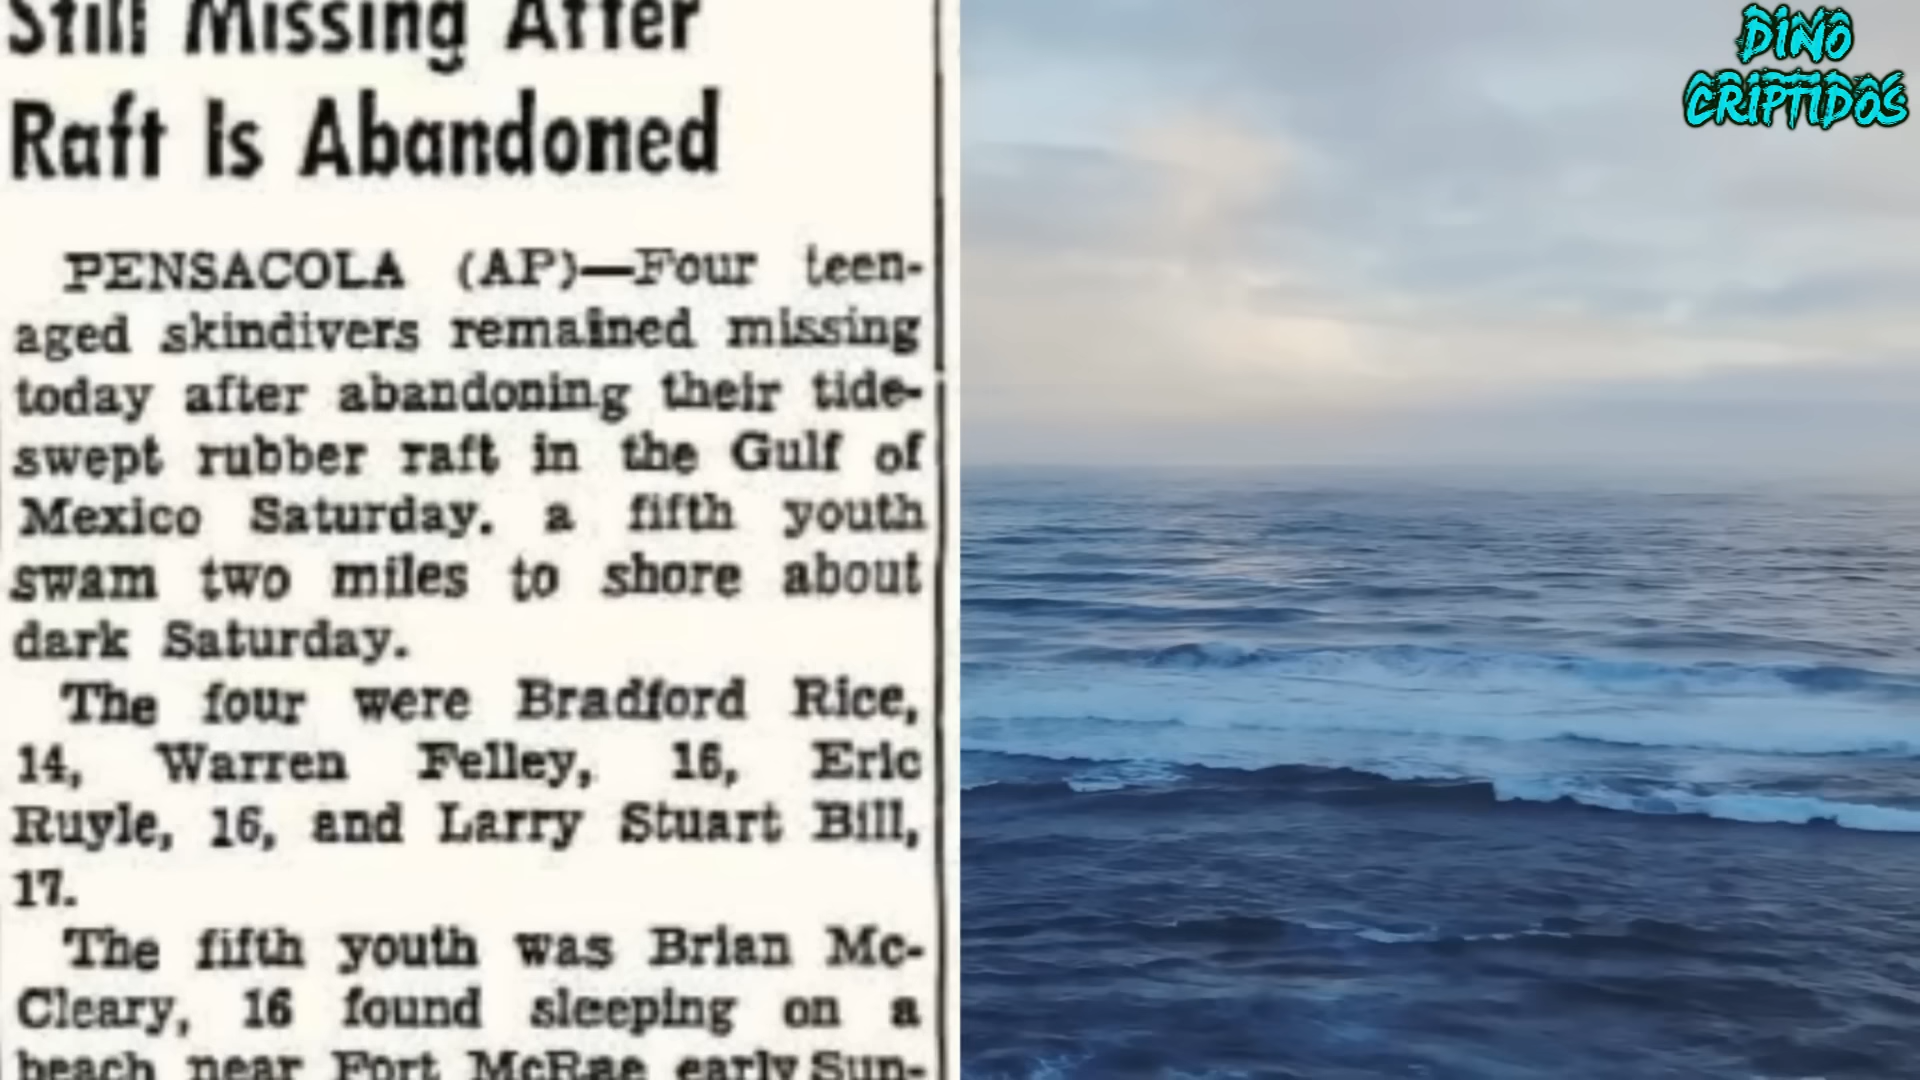 Still Missing After
Raft Is Abandoned
PENSACOLA (AP)—Four teen-
aged skindivers remained missing
today after abandoning their tide-
swept rubber raft in the Gulf of
Mexico Saturday. a fifth youth
swam two miles to shore about
dark Saturday.
The four were Bradford Rice,
14, Warren Felley, 16, Eric
Ruyle, 16, and Larry Stuart Bill,
17.
The fifth youth was Brian Mc-
Cleary, 16 found sleeping on a
beach near Fort McRae early Sun-
DINO
CRIPTIDOS